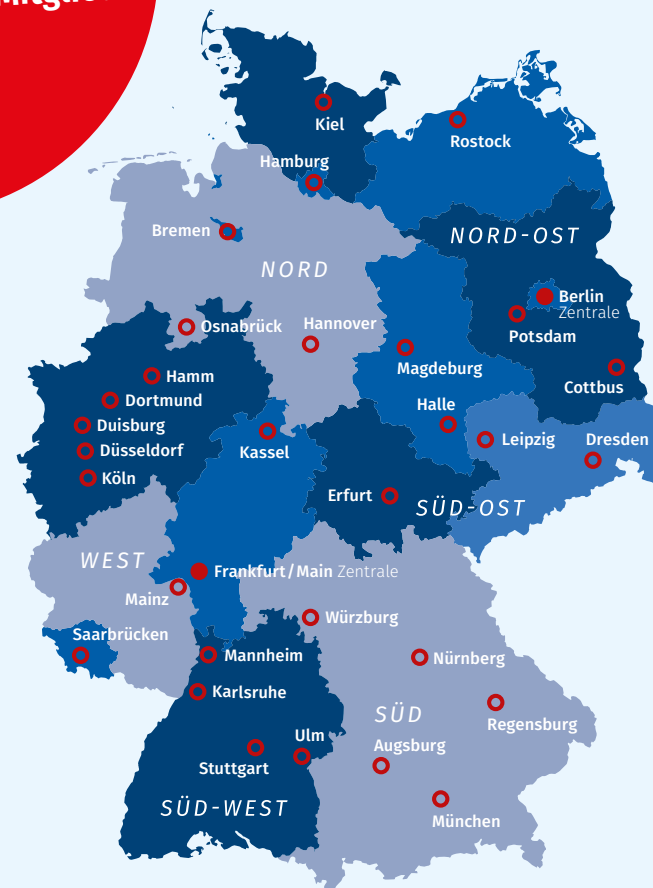 Kiel
Rostock
Hamburg
Bremen
NORD-OST
NORD
Berlin
Zentrale
Osnabrück
Hannover
Potsdam
Magdeburg
Hamm
Cottbus
Dortmund
Halle
Duisburg
Leipzig
Dresden
Düsseldorf
Kassel
Köln
Erfurt
SÜD-OST
WEST
Frankfurt/Main Zentrale
Mainz
Würzburg
Saarbrücken
Mannheim
Nürnberg
Karlsruhe
SÜD
Regensburg
Ulm
Augsburg
Stuttgart
SÜD-WEST
München